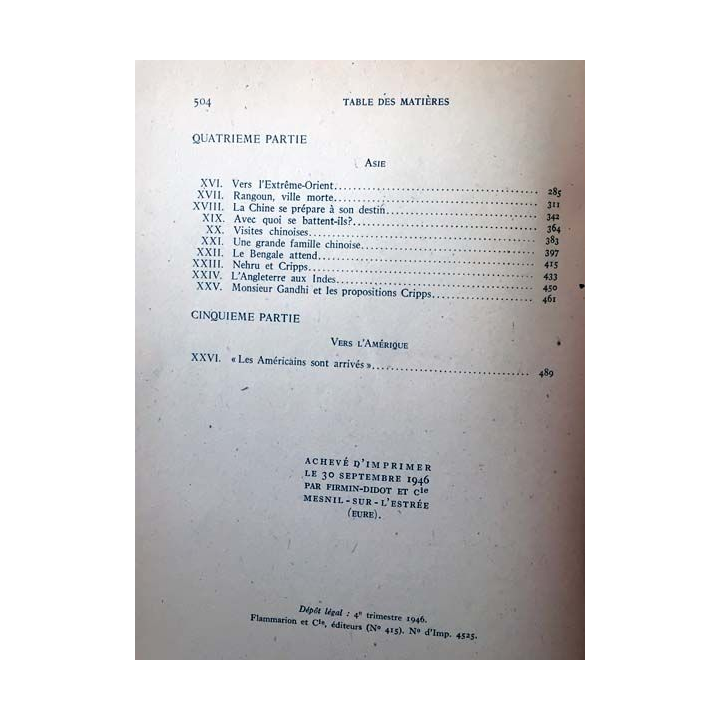 504 TABLE DES MATIÈRES
QUATRIEME PARTIE
ASIE
XVI. Vers l'Extrême-Orient 285
XVII. Rangoun, ville morte 311
XVIII. La Chine se prépare à son destin 342
XIX. Avec quoi se battent-ils? 364
XX. Visites chinoises 383
XXI. Une grande famille chinoise 397
XXII. Le Bengale attend 415
XXIII. Nehru et Cripps 433
XXIV. L'Angleterre aux Indes 450
XXV. Monsieur Gandhi et les propositions Cripps 461
CINQUIEME PARTIE
VERS L'AMÉRIQUE
XXVI. « Les Américains sont arrivés » 489
ACHEVÉ D'IMPRIMER
LE 30 SEPTEMBRE 1946
PAR FIRMIN-DIDOT ET Cie
MESNIL-SUR-L'ESTRÉE
(EURE).
Dépôt légal : 4e trimestre 1946.
Flammarion et Cie, éditeurs (No 415). No d'Imp. 4525.